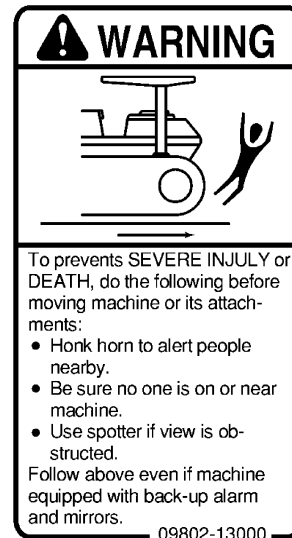 WARNING
To prevents SEVERE INJULY or
DEATH, do the following before
moving machine or its attach-
ments:
• Honk horn to alert people
nearby.
• Be sure no one is on or near
machine.
• Use spotter if view is ob-
structed.
Follow above even if machine
equipped with back-up alarm
and mirrors.
09802-13000